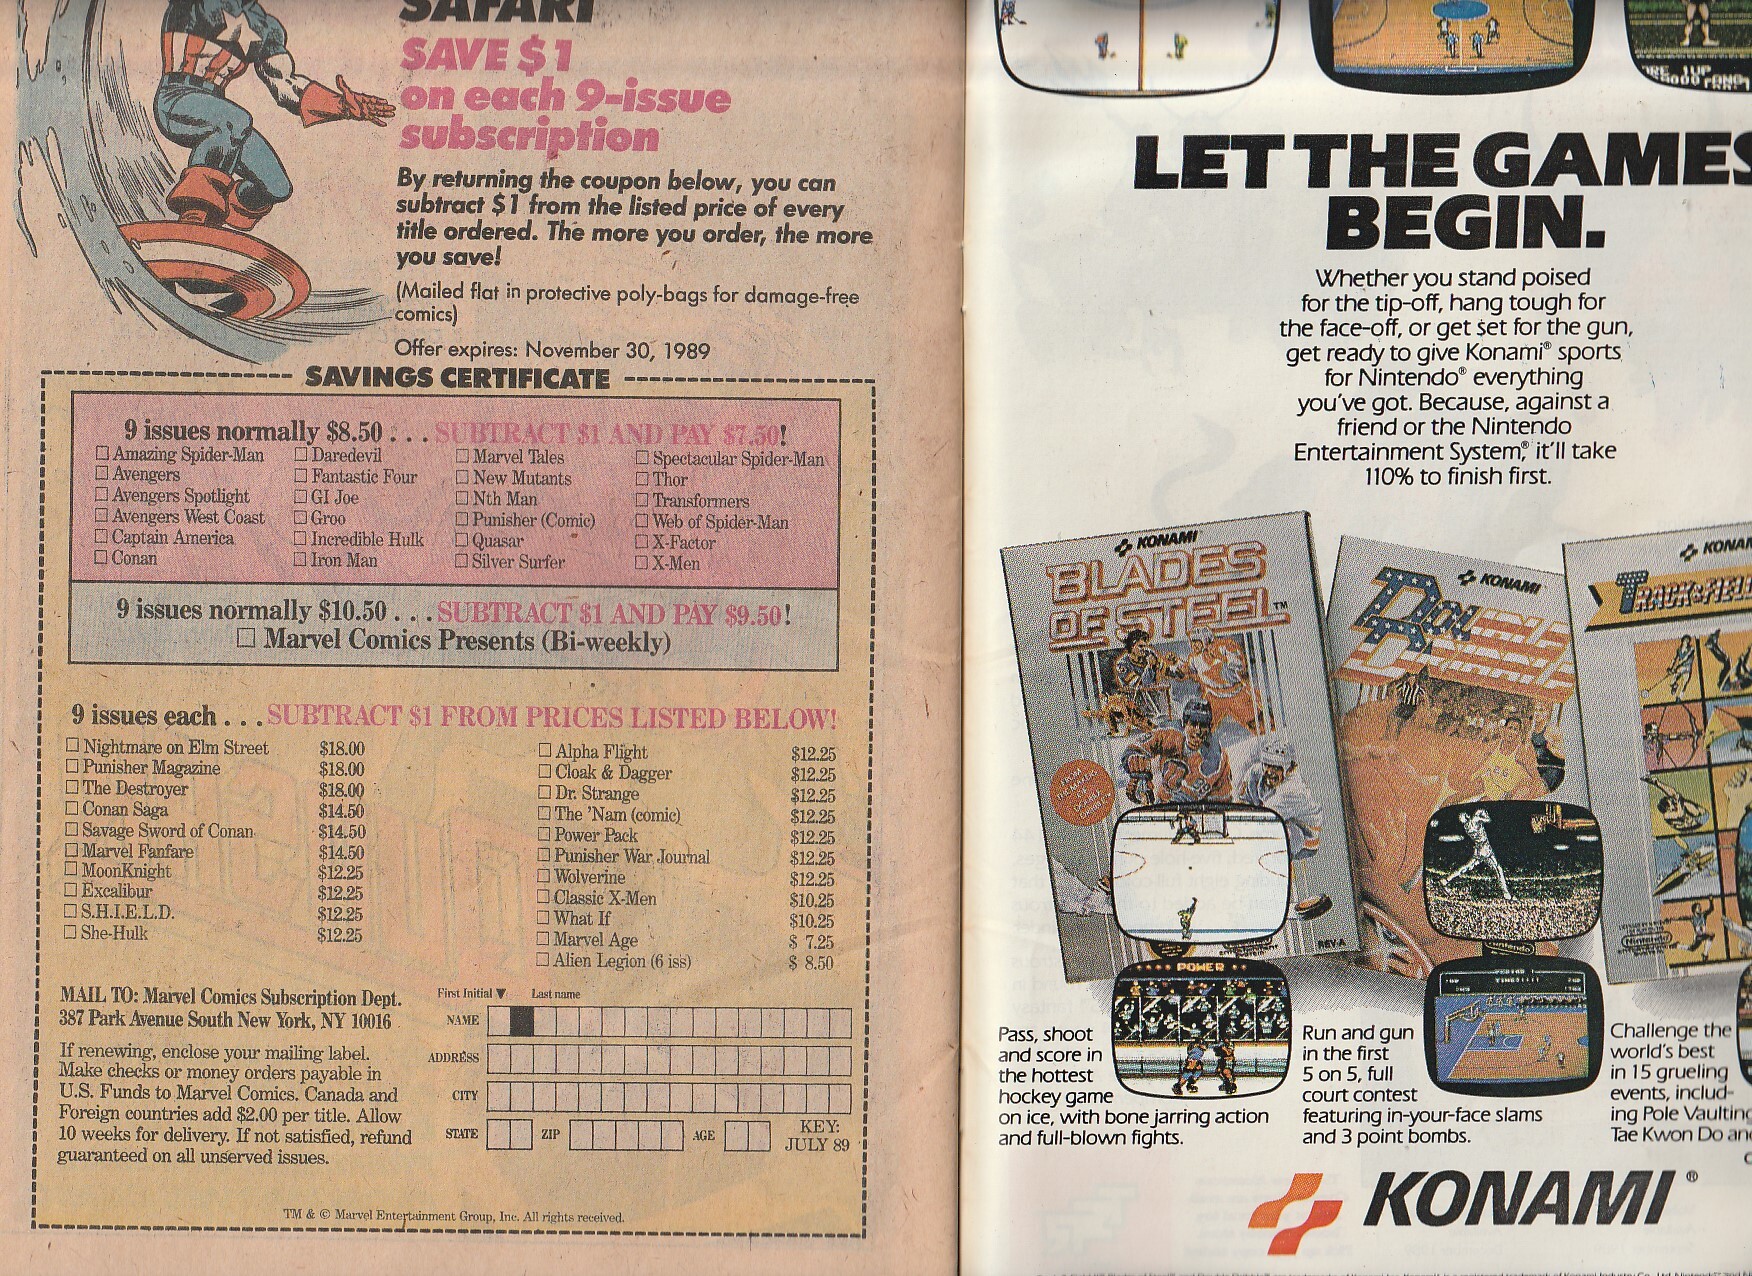 SAFARI
SAVE $1
on each 9-issue
subscription
By returning the coupon below, you can
subtract $1 from the listed price of every
title ordered. The more you order, the more
you save!
(Mailed flat in protective poly-bags for damage-free
comics)
Offer expires: November 30, 1989
SAVINGS CERTIFICATE
9 issues normally $8.50 . . . SUBTRACT $1 AND PAY $7.50!
Amazing Spider-Man
Avengers
Avengers Spotlight
Avengers West Coast
Captain America
Conan
Daredevil
Fantastic Four
GI Joe
Groo
Incredible Hulk
Iron Man
Marvel Tales
New Mutants
Nth Man
Punisher (Comic)
Quasar
Silver Surfer
Spectacular Spider-Man
Thor
Transformers
Web of Spider-Man
X-Factor
X-Men
9 issues normally $10.50 . . . SUBTRACT $1 AND PAY $9.50!
Marvel Comics Presents (Bi-weekly)
9 issues each . . . SUBTRACT $1 FROM PRICES LISTED BELOW!
Nightmare on Elm Street $18.00
Punisher Magazine $18.00
The Destroyer $18.00
Conan Saga $14.50
Savage Sword of Conan $14.50
Marvel Fanfare $14.50
MoonKnight $12.25
Excalibur $12.25
S.H.I.E.L.D. $12.25
She-Hulk $12.25
Alpha Flight $12.25
Cloak & Dagger $12.25
Dr. Strange $12.25
The 'Nam (comic) $12.25
Power Pack $12.25
Punisher War Journal $12.25
Wolverine $12.25
Classic X-Men $10.25
What If $10.25
Marvel Age $ 7.25
Alien Legion (6 iss) $ 8.50
MAIL TO: Marvel Comics Subscription Dept.
387 Park Avenue South New York, NY 10016
If renewing, enclose your mailing label.
Make checks or money orders payable in
U.S. Funds to Marvel Comics. Canada and
Foreign countries add $2.00 per title. Allow
10 weeks for delivery. If not satisfied, refund
guaranteed on all unserved issues.
First Initial ▼ Last name
NAME
ADDRESS
CITY
STATE ZIP AGE
KEY:
JULY 89
TM & © Marvel Entertainment Group, Inc. All rights received.
1UP
LET THE GAMES
BEGIN.
Whether you stand poised
for the tip-off, hang tough for
the face-off, or get set for the gun,
get ready to give Konami® sports
for Nintendo® everything
you've got. Because, against a
friend or the Nintendo
Entertainment System,® it'll take
110% to finish first.
KONAMI
BLADES
OF STEEL™
REV-A
KONAMI
DOUBLE
DRIBBLE
Nintendo
KONAMI
TRACK & FIELD
Nintendo
POWER
Pass, shoot
and score in
the hottest
hockey game
on ice, with bone jarring action
and full-blown fights.
Run and gun
in the first
5 on 5, full
court contest
featuring in-your-face slams
and 3 point bombs.
Challenge the
world's best
in 15 grueling
events, includ-
ing Pole Vaulting
Tae Kwon Do and
KONAMI®